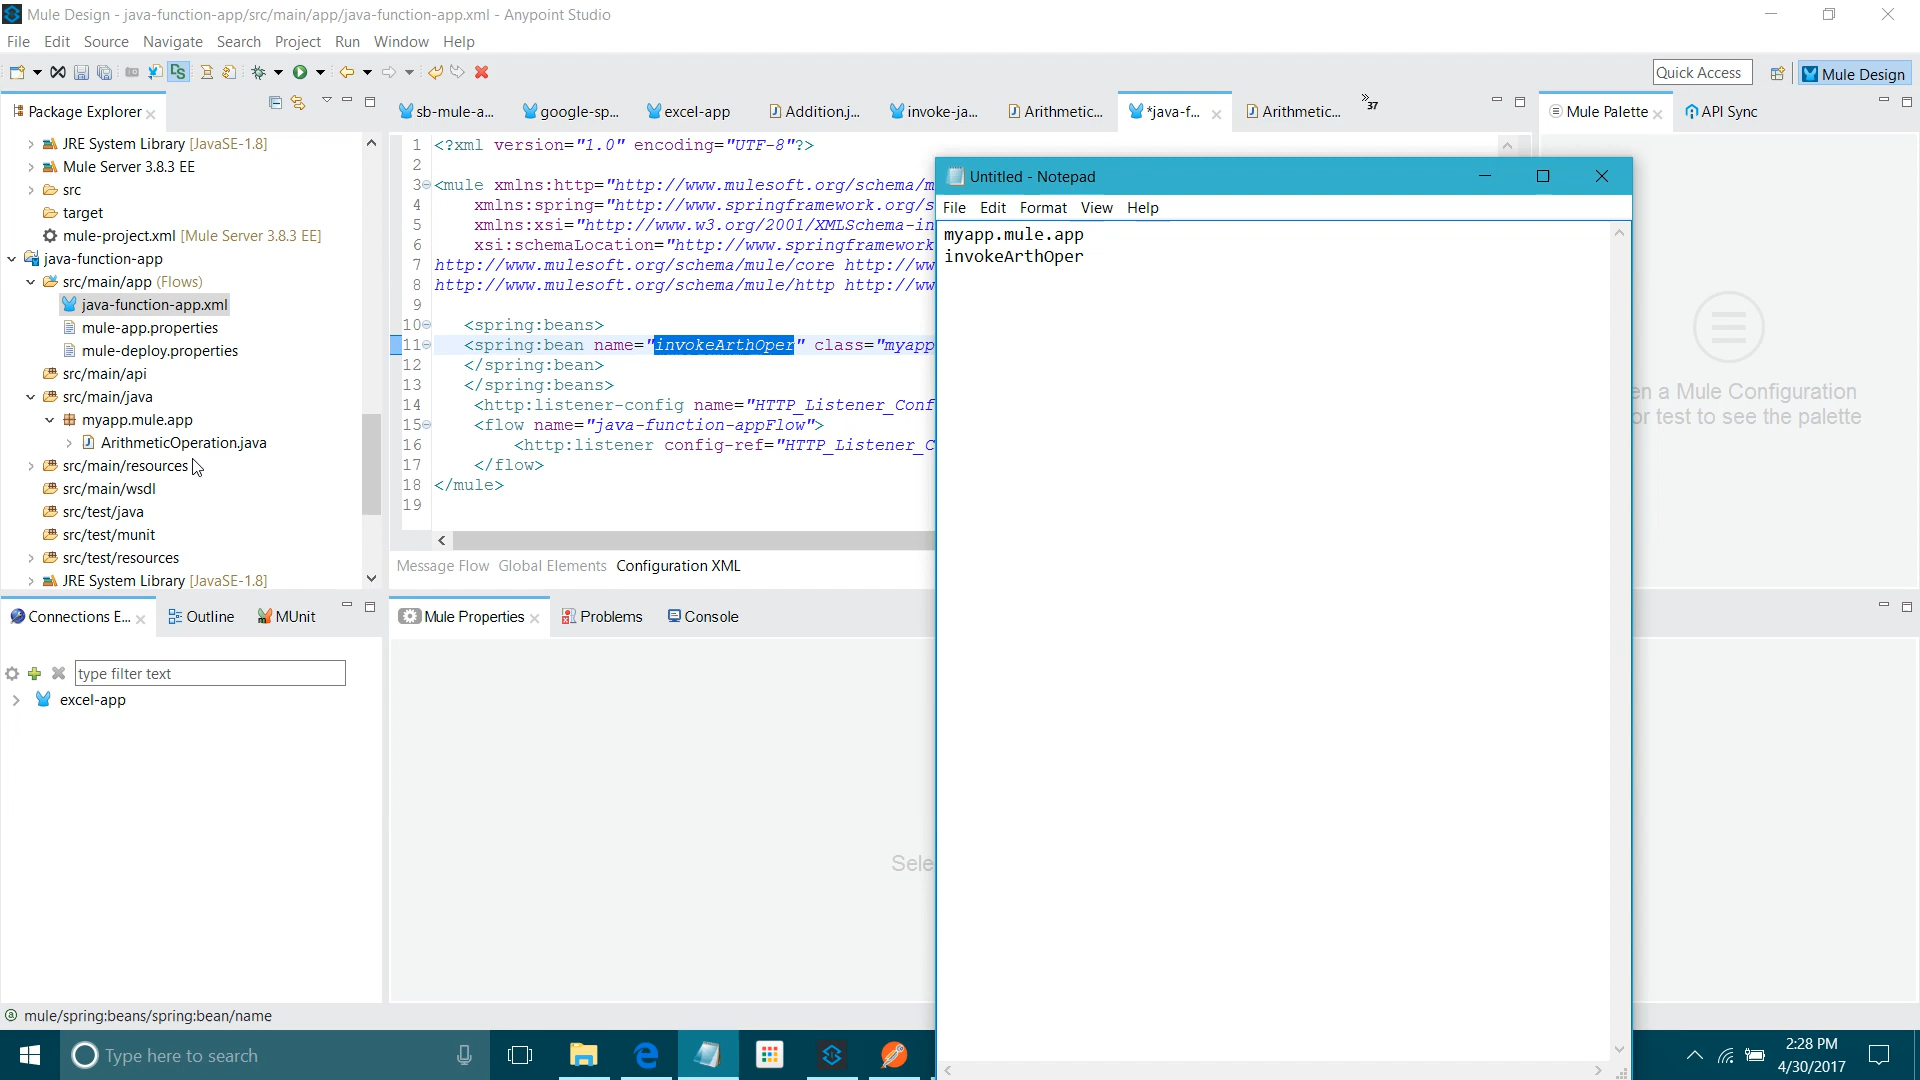 Mule Design - java-function-app/src/main/app/java-function-app.xml - Anypoint Studio
File Edit Source Navigate Search Project Run Window Help
Quick Access
Mule Design
Package Explorer
sb-mule-a...
google-sp...
excel-app
Addition.j...
invoke-ja...
Arithmetic...
*java-f...
Arithmetic...
37
Mule Palette
API Sync
JRE System Library [JavaSE-1.8]
Mule Server 3.8.3 EE
src
target
mule-project.xml [Mule Server 3.8.3 EE]
java-function-app
src/main/app (Flows)
java-function-app.xml
mule-app.properties
mule-deploy.properties
src/main/api
src/main/java
myapp.mule.app
ArithmeticOperation.java
src/main/resources
src/main/wsdl
src/test/java
src/test/munit
src/test/resources
JRE System Library [JavaSE-1.8]
1 <?xml version="1.0" encoding="UTF-8"?>
2
3 <mule xmlns:http="http://www.mulesoft.org/schema/m
4 xmlns:spring="http://www.springframework.org/s
5 xmlns:xsi="http://www.w3.org/2001/XMLSchema-in
6 xsi:schemaLocation="http://www.springframework
7 http://www.mulesoft.org/schema/mule/core http://ww
8 http://www.mulesoft.org/schema/mule/http http://ww
9
10 <spring:beans>
11 <spring:bean name="invokeArthOper" class="myapp
12 </spring:bean>
13 </spring:beans>
14 <http:listener-config name="HTTP_Listener_Conf
15 <flow name="java-function-appFlow">
16 <http:listener config-ref="HTTP_Listener_C
17 </flow>
18 </mule>
19
Message Flow Global Elements Configuration XML
Untitled - Notepad
File Edit Format View Help
myapp.mule.app
invokeArthOper
en a Mule Configuration
or test to see the palette
Connections E...
Outline
MUnit
type filter text
excel-app
Mule Properties
Problems
Console
Sele
mule/spring:beans/spring:bean/name
Type here to search
2:28 PM
4/30/2017